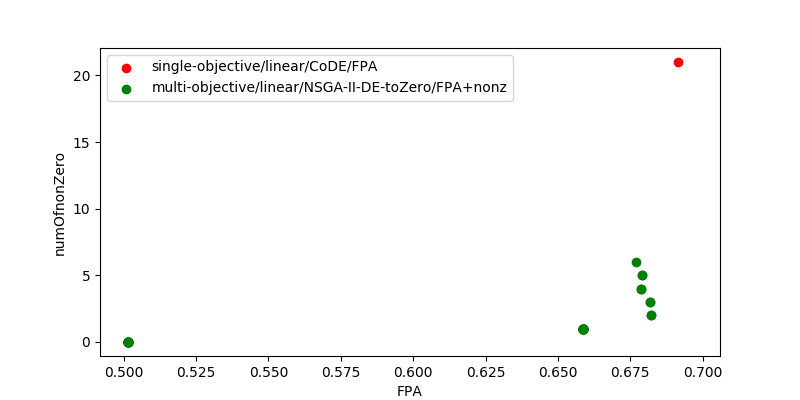 single-objective/linear/CoDE/FPA
multi-objective/linear/NSGA-II-DE-toZero/FPA+nonz
20
15
10
5
0
numOfnonZero
0.500 0.525 0.550 0.575 0.600 0.625 0.650 0.675 0.700
FPA